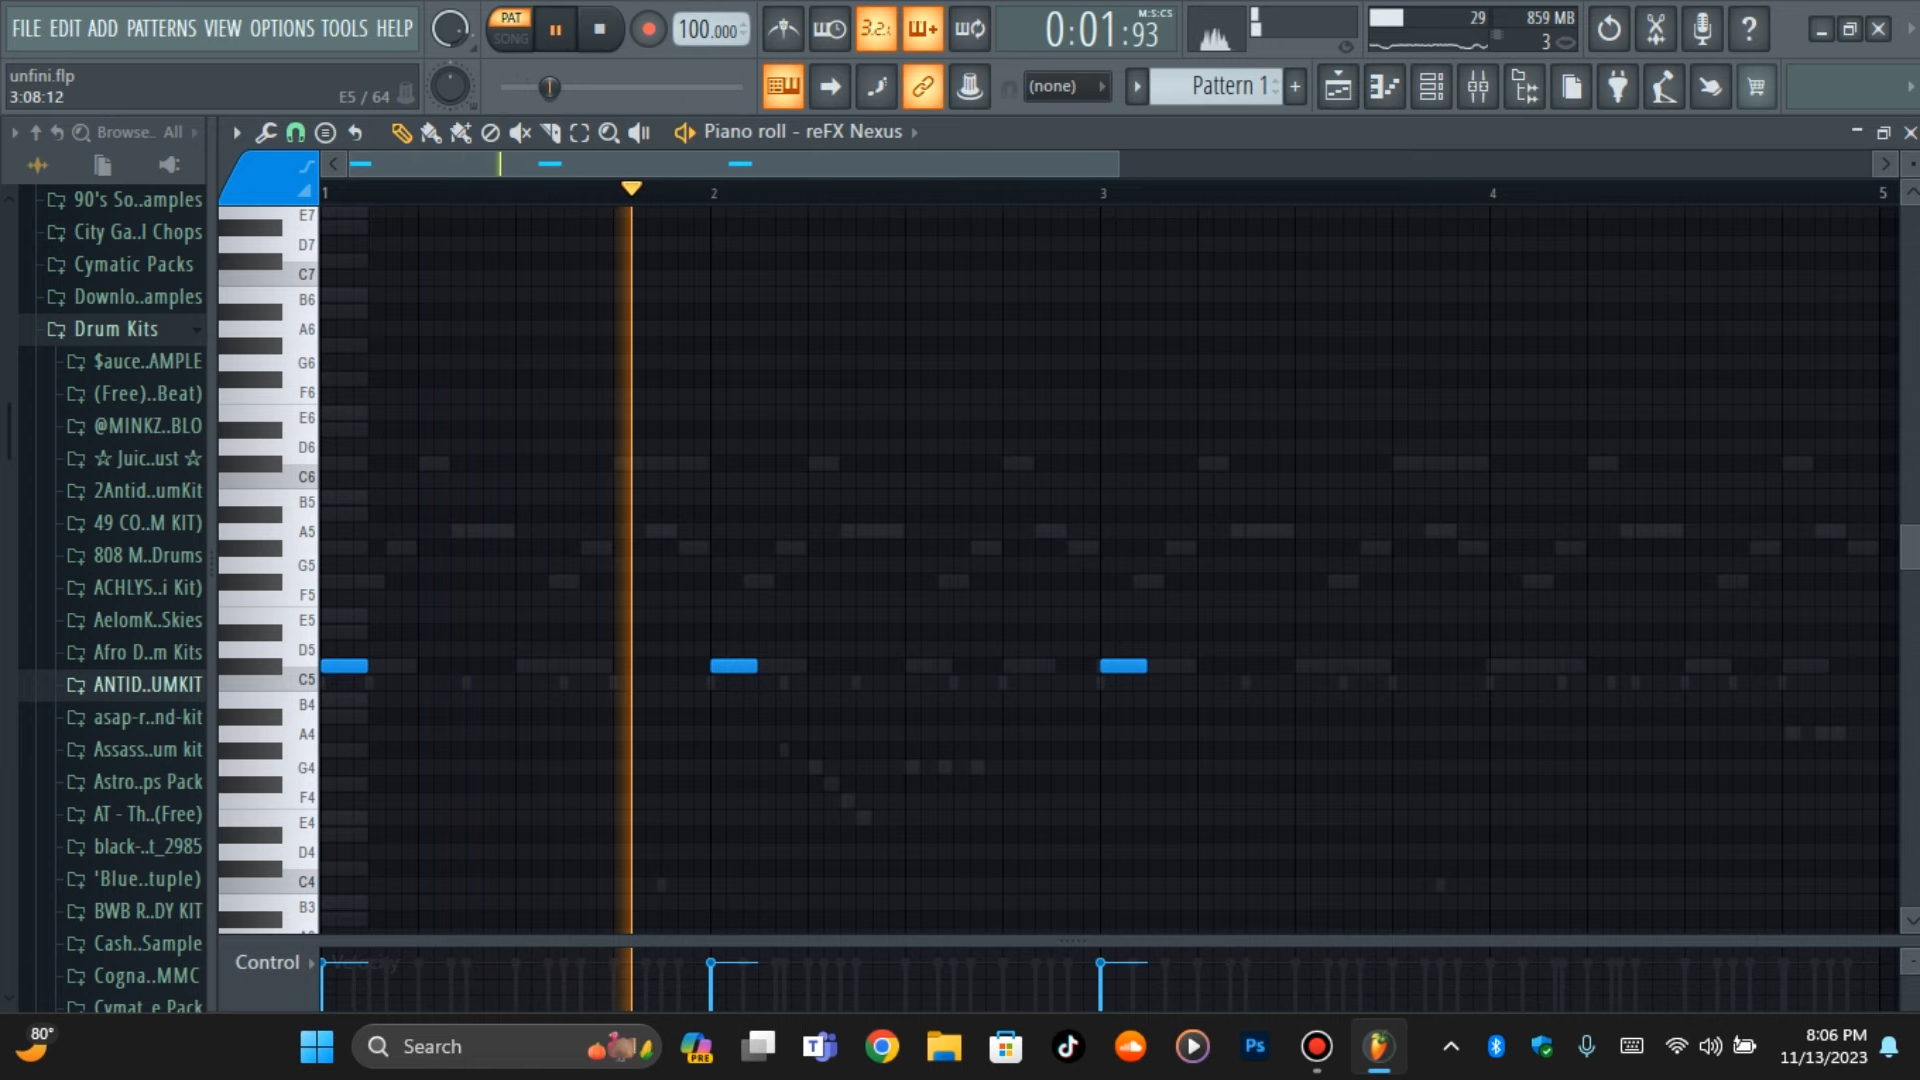 FILE EDIT ADD PATTERNS VIEW OPTIONS TOOLS HELP
PAT
SONG
100.000
3.2.
0:01:93
M:S:CS
29
859 MB
3
unfini.flp
3:08:12
E5 / 64
(none)
Pattern 1
+
Browse.. All
Piano roll - reFX Nexus
1
2
3
4
5
90's So..amples
City Ga..l Chops
Cymatic Packs
Downlo..amples
Drum Kits
$auce..AMPLE
(Free)..Beat)
@MINKZ..BLO
☆ Juic..ust ☆
2Antid..umKit
49 CO..M KIT)
808 M..Drums
ACHLYS..i Kit)
AelomK..Skies
Afro D..m Kits
ANTID..UMKIT
asap-r..nd-kit
Assass..um kit
Astro..ps Pack
AT - Th..(Free)
black-..t_2985
'Blue..tuple)
BWB R..DY KIT
Cash..Sample
Cogna..MMC
Cymat..e Pack
E7
D7
C7
B6
A6
G6
F6
E6
D6
C6
B5
A5
G5
F5
E5
D5
C5
B4
A4
G4
F4
E4
D4
C4
B3
Control
Velocity
80°
Search
PRE
Ps
8:06 PM
11/13/2023